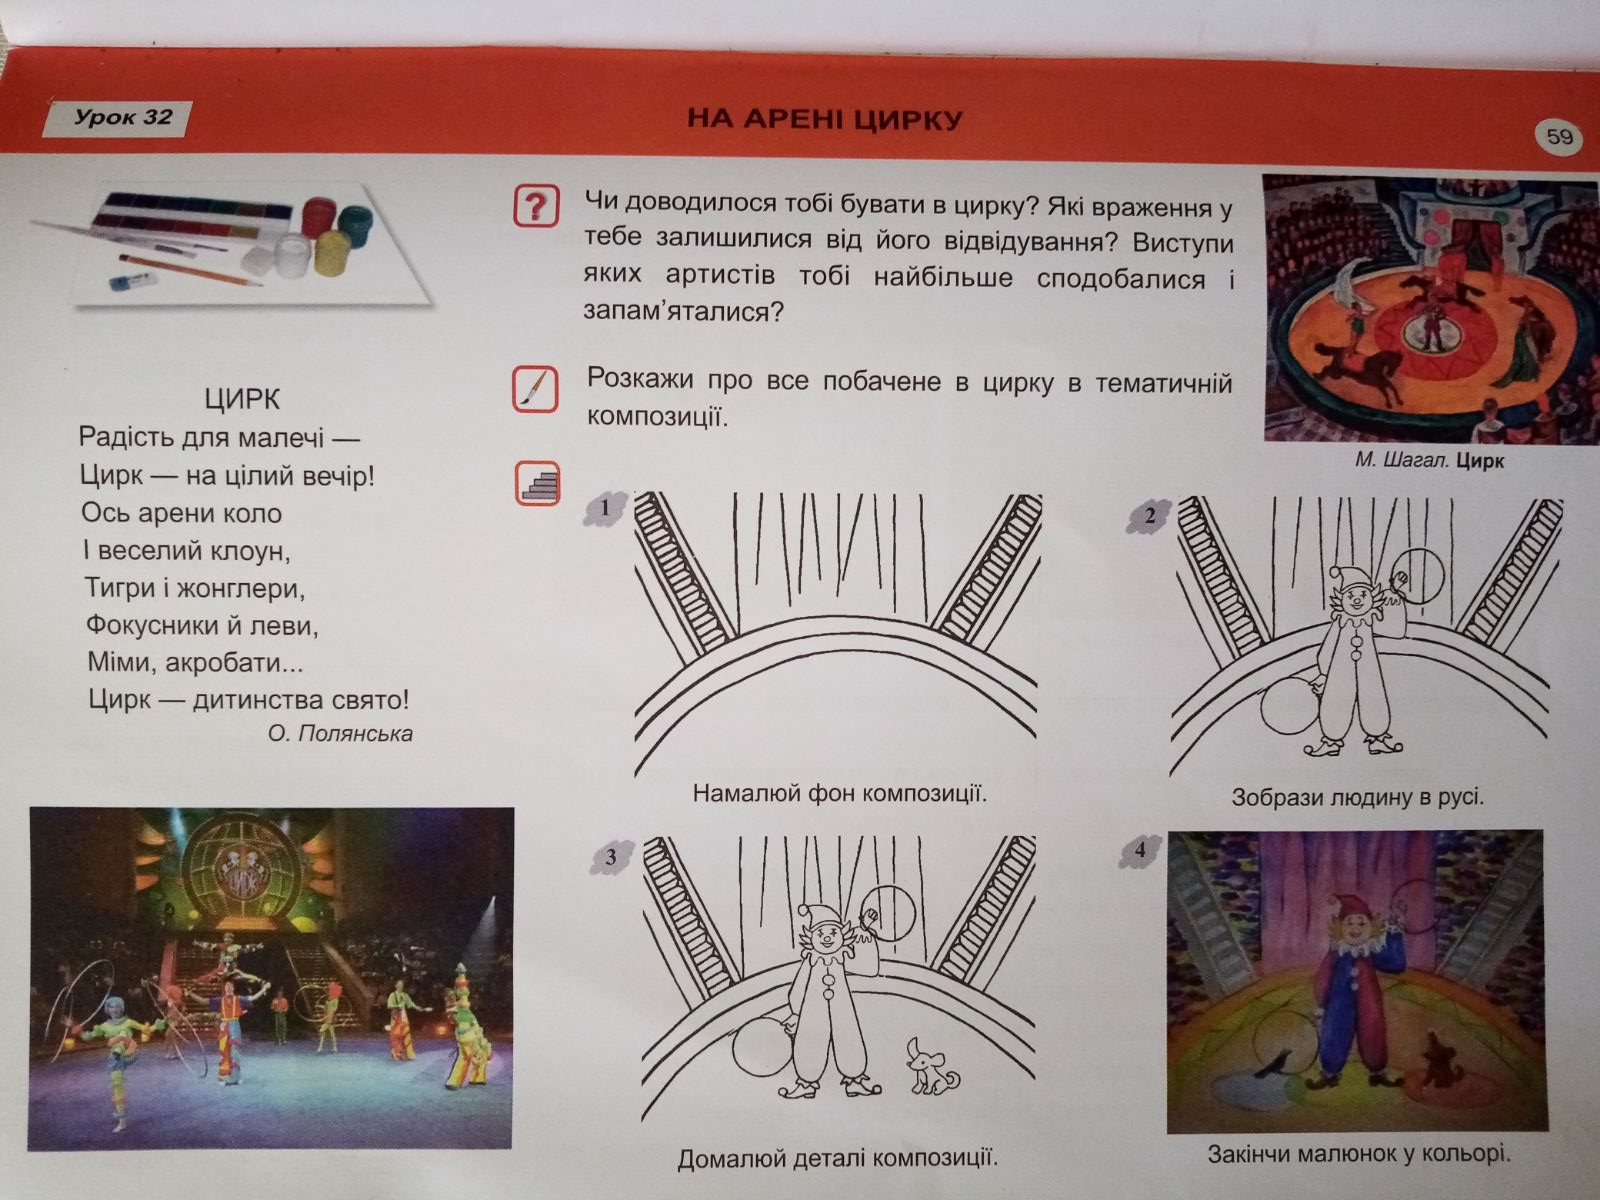 Урок 32
НА АРЕНІ ЦИРКУ
59
?
Чи доводилося тобі бувати в цирку? Які враження у
тебе залишилися від його відвідування? Виступи
яких артистів тобі найбільше сподобалися і
запам’яталися?
Розкажи про все побачене в цирку в тематичній
композиції.
М. Шагал. Цирк
ЦИРК
Радість для малечі —
Цирк — на цілий вечір!
Ось арени коло
І веселий клоун,
Тигри і жонглери,
Фокусники й леви,
Міми, акробати...
Цирк — дитинства свято!
О. Полянська
1
Намалюй фон композиції.
2
Зобрази людину в русі.
3
Домалюй деталі композиції.
4
Закінчи малюнок у кольорі.